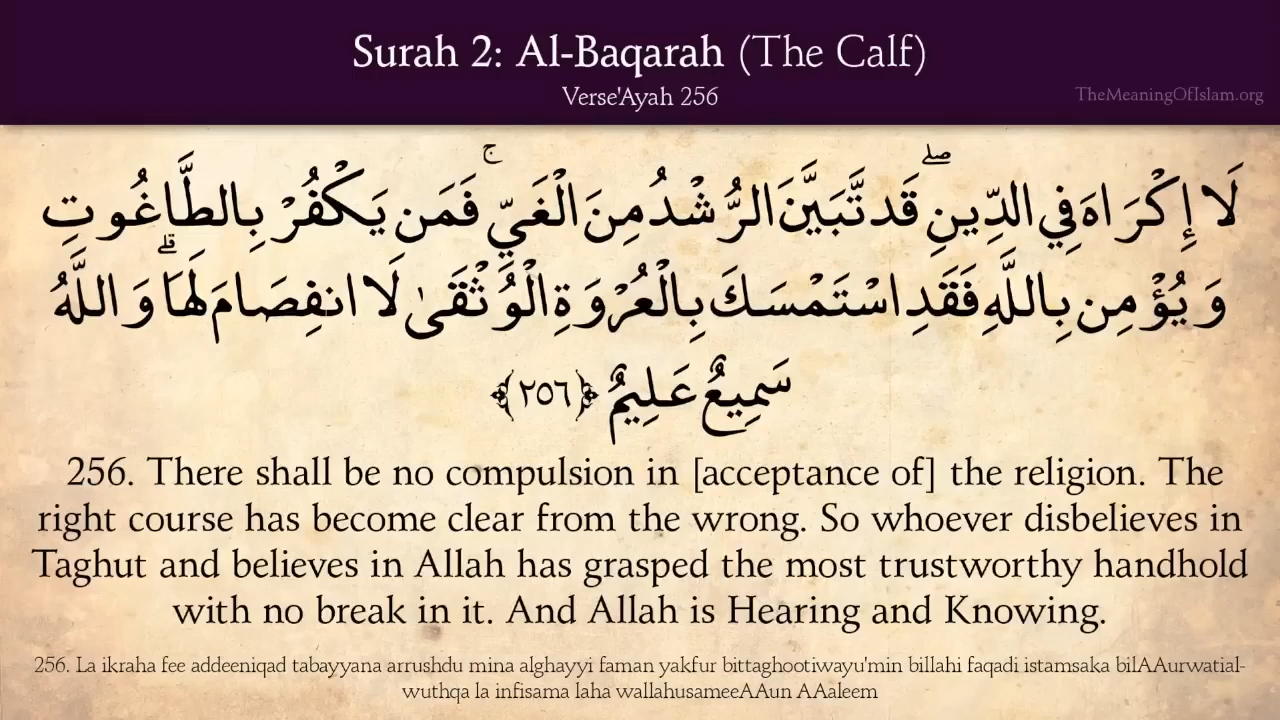 Surah 2: Al-Baqarah (The Calf)
Verse'Ayah 256
TheMeaningOfIslam.org
لَا إِكْرَاهَ فِي الدِّينِ ۖ قَد تَّبَيَّنَ الرُّشْدُ مِنَ الْغَيِّ ۚ فَمَن يَكْفُرْ بِالطَّاغُوتِ
وَيُؤْمِن بِاللَّهِ فَقَدِ اسْتَمْسَكَ بِالْعُرْوَةِ الْوُثْقَىٰ لَا انفِصَامَ لَهَا ۗ وَاللَّهُ
سَمِيعٌ عَلِيمٌ ﴿٢٥٦﴾
256. There shall be no compulsion in [acceptance of] the religion. The
right course has become clear from the wrong. So whoever disbelieves in
Taghut and believes in Allah has grasped the most trustworthy handhold
with no break in it. And Allah is Hearing and Knowing.
256. La ikraha fee addeeniqad tabayyana arrushdu mina alghayyi faman yakfur bittaghootiwayu'min billahi faqadi istamsaka bilAAurwatial-
wuthqa la infisama laha wallahusameeAAun AAaleem